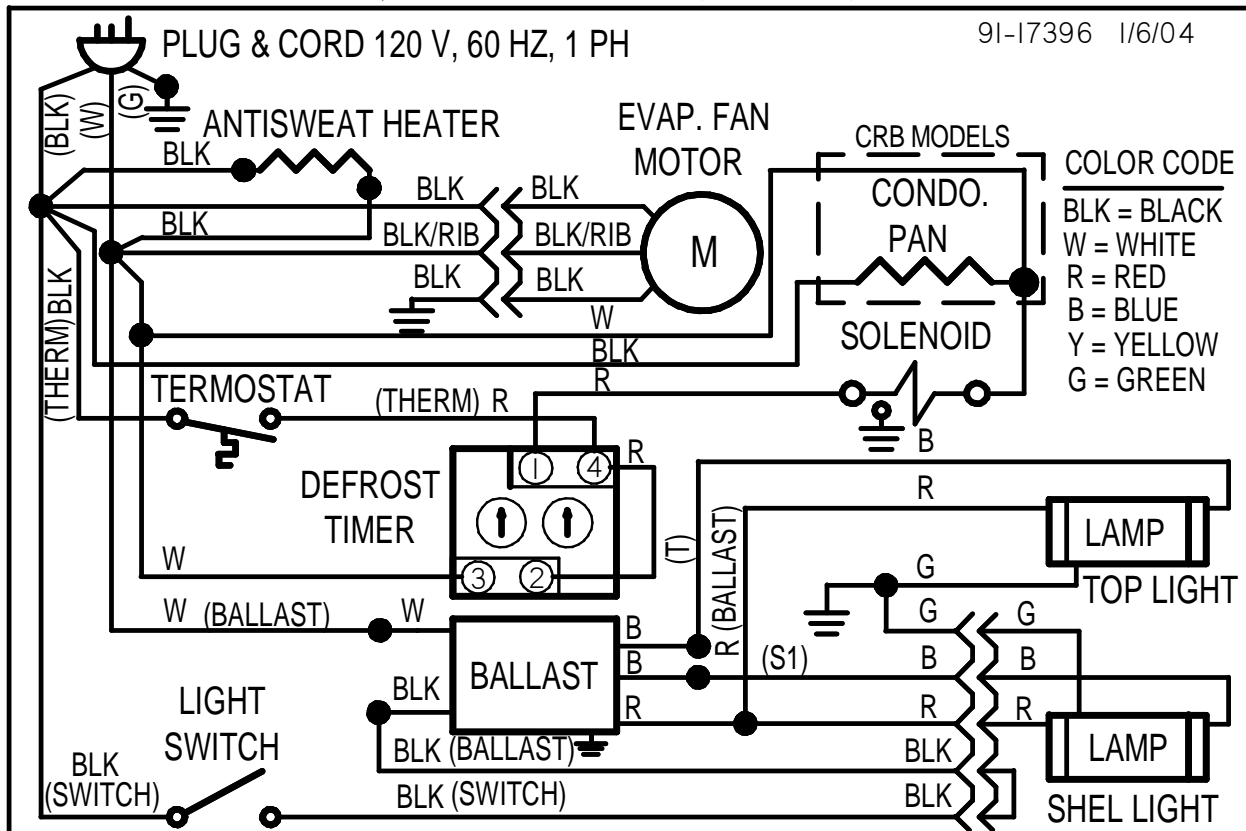 PLUG & CORD 120 V, 60 HZ, 1 PH
91-17396 1/6/04
(BLK)
(W)
(G)
ANTISWEAT HEATER
BLK
BLK
EVAP. FAN
MOTOR
M
BLK
BLK
BLK/RIB
BLK/RIB
BLK
BLK
CRB MODELS
CONDO.
PAN
COLOR CODE
BLK = BLACK
W = WHITE
R = RED
B = BLUE
Y = YELLOW
G = GREEN
W
BLK
SOLENOID
R
(THERM)BLK
TERMOSTAT
(THERM) R
DEFROST
TIMER
1
4
R
3
2
W
B
R
(T)
R (BALLAST)
LAMP
TOP LIGHT
G
G
G
W (BALLAST)
W
BALLAST
B
B
(S1)
B
B
R
R
R
BLK
LAMP
SHEL LIGHT
LIGHT
SWITCH
BLK (BALLAST)
BLK
BLK
(SWITCH)
BLK (SWITCH)
BLK